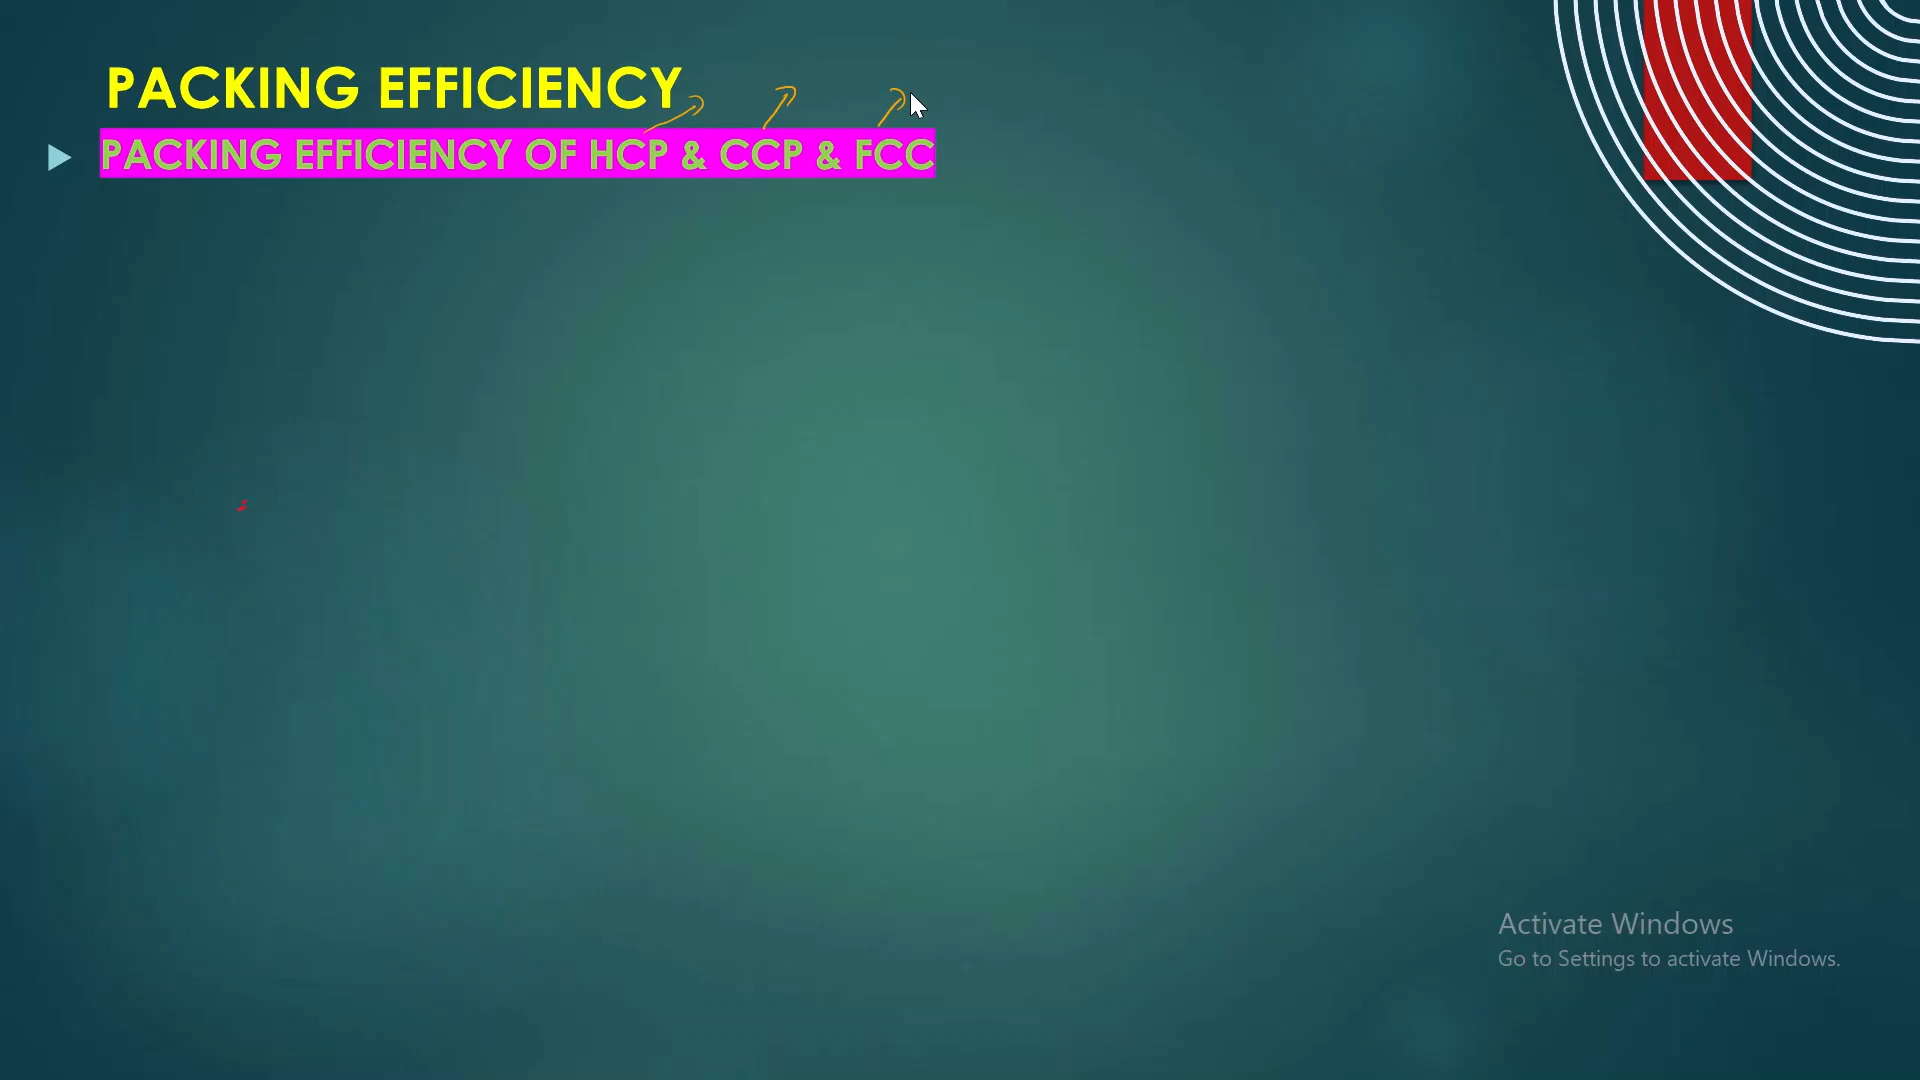 PACKING EFFICIENCY
PACKING EFFICIENCY OF HCP & CCP & FCC
Activate Windows
Go to Settings to activate Windows.